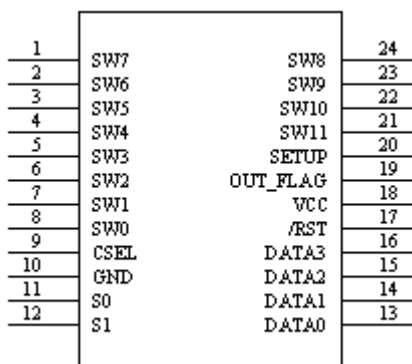 1 SW7 SW8 24
2 SW6 SW9 23
3 SW5 SW10 22
4 SW4 SW11 21
5 SW3 SETUP 20
6 SW2 OUT_FLAG 19
7 SW1 VCC 18
8 SW0 /RST 17
9 CSEL DATA3 16
10 GND DATA2 15
11 S0 DATA1 14
12 S1 DATA0 13